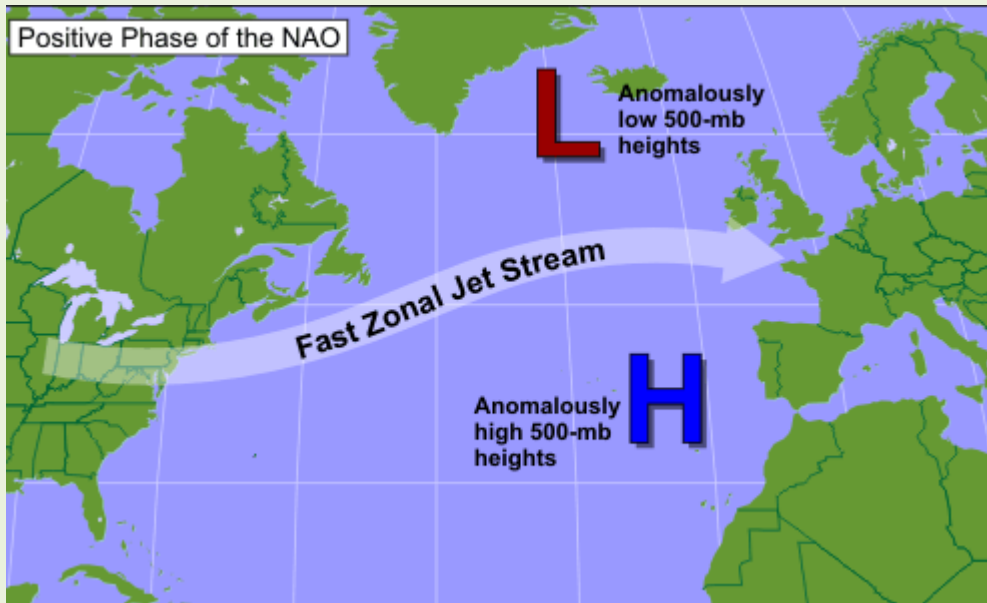 Positive Phase of the NAO
L
Anomalously
low 500-mb
heights
Fast Zonal Jet Stream
H
Anomalously
high 500-mb
heights